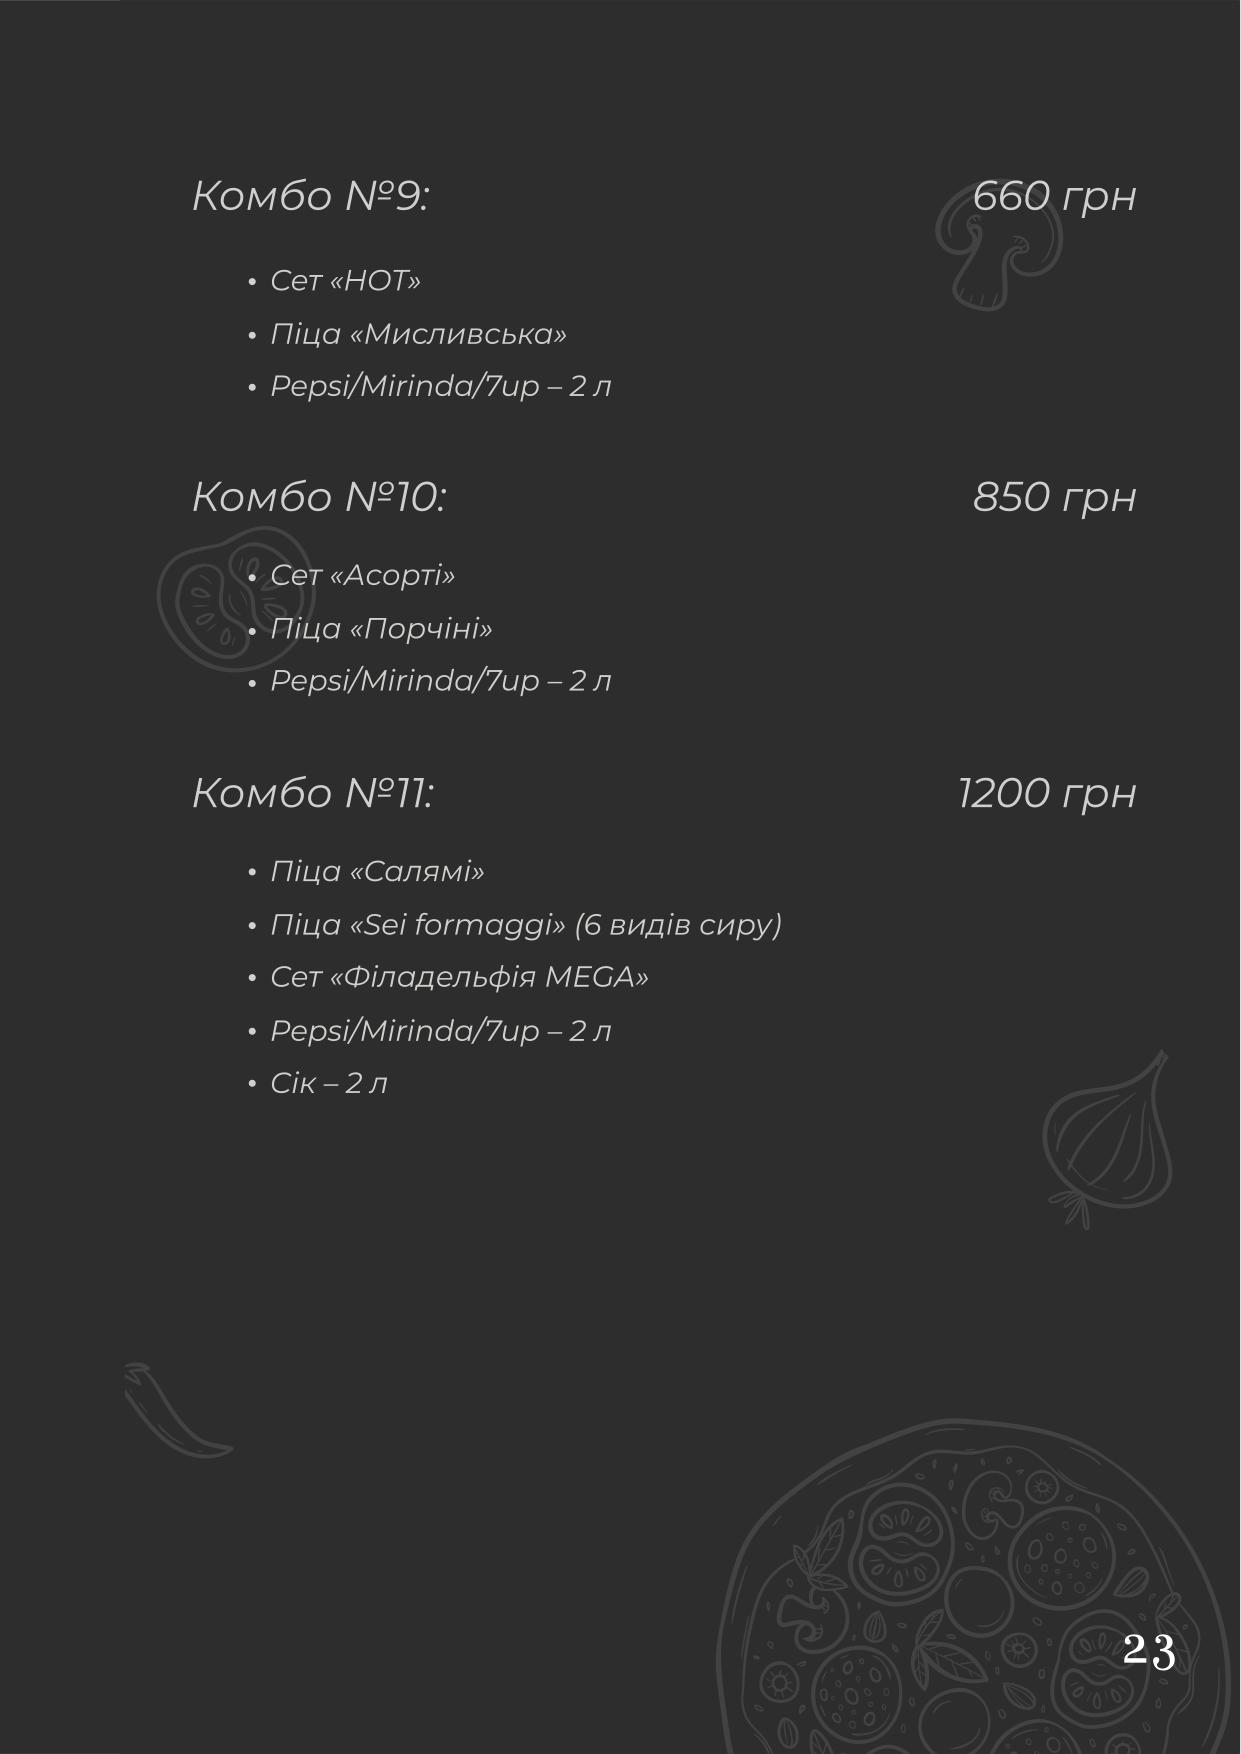 Комбо №9: 660 грн
• Сет «HOT»
• Піца «Мисливська»
• Pepsi/Mirinda/7up – 2 л
Комбо №10: 850 грн
• Сет «Асорті»
• Піца «Порчіні»
• Pepsi/Mirinda/7up – 2 л
Комбо №11: 1200 грн
• Піца «Салямі»
• Піца «Sei formaggi» (6 видів сиру)
• Сет «Філадельфія MEGA»
• Pepsi/Mirinda/7up – 2 л
• Сік – 2 л
23